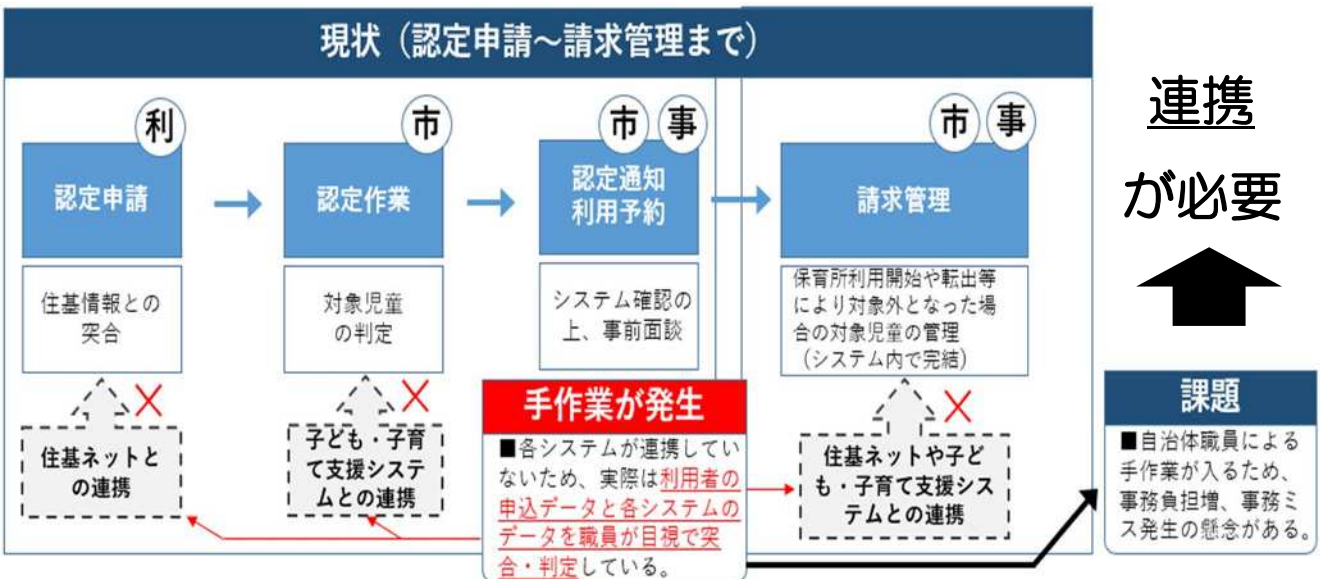 現状（認定申請～請求管理まで）
利
認定申請
住基情報との
突合
住基ネットと
の連携
市
認定作業
対象児童
の判定
子ども・子育
て支援システ
ムとの連携
市 事
認定通知
利用予約
システム確認の
上、事前面談
手作業が発生
■各システムが連携してい
ないため、実際は利用者の
申込データと各システムの
データを職員が目視で突
合・判定している。
市 事
請求管理
保育所利用開始や転出等
により対象外となった場
合の対象児童の管理
（システム内で完結）
住基ネットや子ど
も・子育て支援シス
テムとの連携
連携
が必要
課題
■自治体職員による
手作業が入るため、
事務負担増、事務ミ
ス発生の懸念がある。